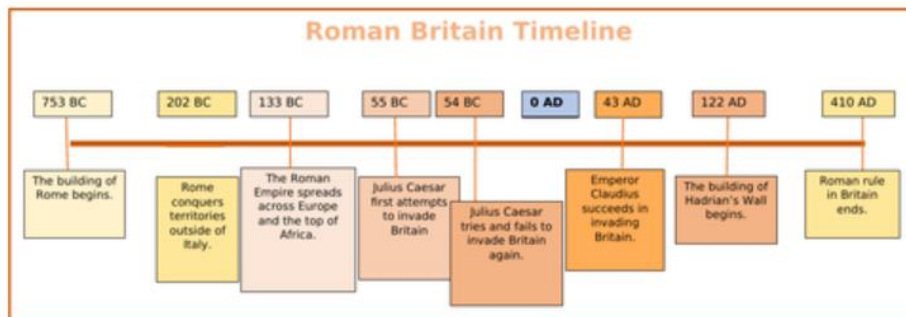 Roman Britain Timeline
753 BC
202 BC
133 BC
55 BC
54 BC
0 AD
43 AD
122 AD
410 AD
The building of
Rome begins.
Rome
conquers
territories
outside of
Italy.
The Roman
Empire spreads
across Europe
and the top of
Africa.
Julius Caesar
first attempts
to invade
Britain
Julius Caesar
tries and fails to
invade Britain
again.
Emperor
Claudius
succeeds in
invading
Britain.
The building of
Hadrian's Wall
begins.
Roman rule
in Britain
ends.